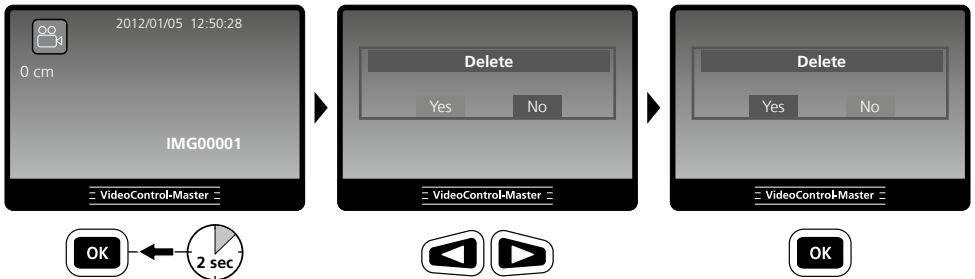 2012/01/05 12:50:28
0 cm
IMG00001
VideoControl-Master
OK
2 sec
Delete
Yes No
VideoControl-Master
Delete
Yes No
VideoControl-Master
OK